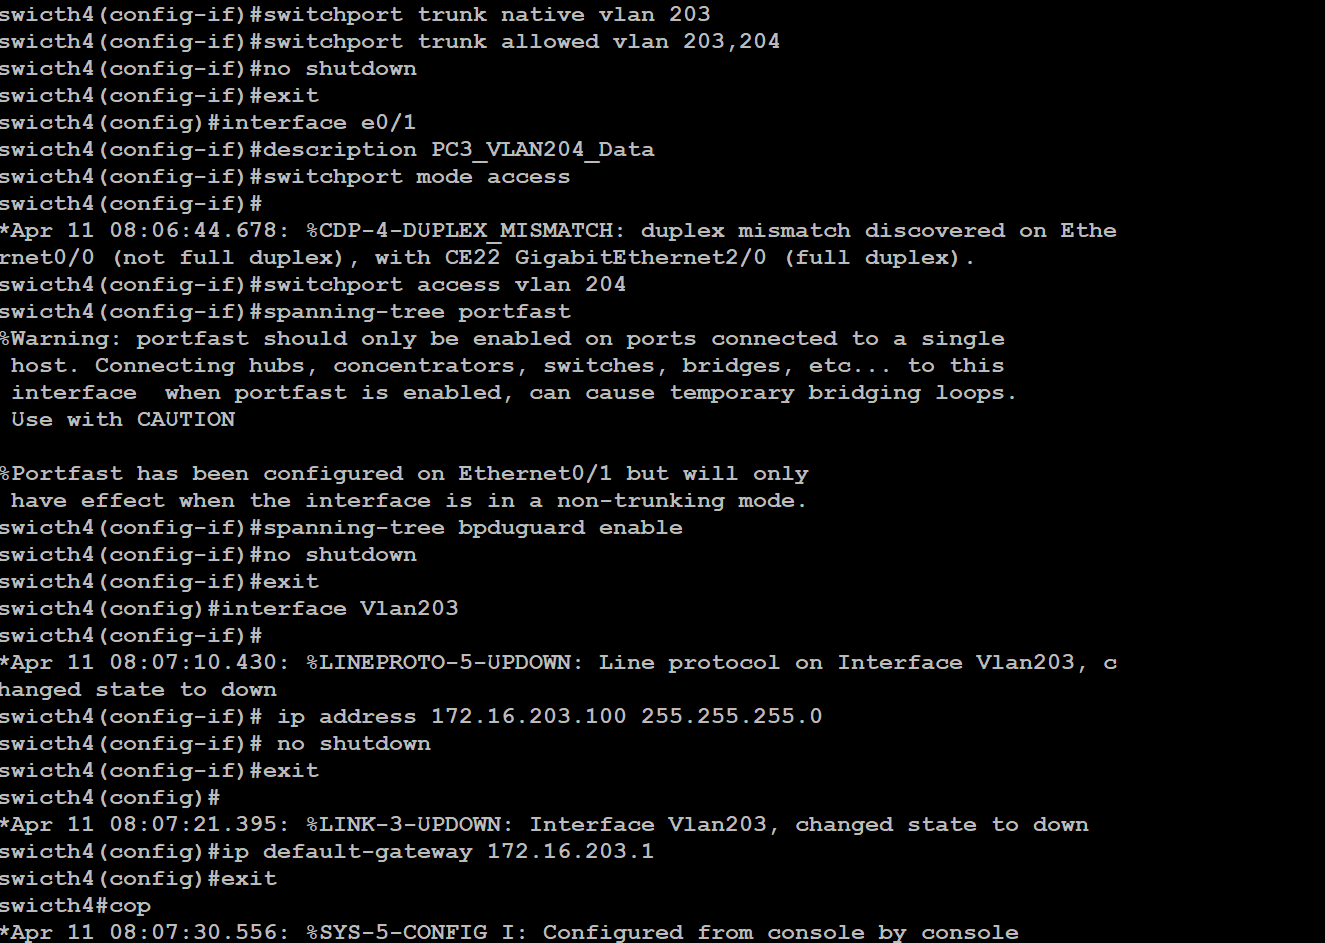 swicth4(config-if)#switchport trunk native vlan 203
swicth4(config-if)#switchport trunk allowed vlan 203,204
swicth4(config-if)#no shutdown
swicth4(config-if)#exit
swicth4(config)#interface e0/1
swicth4(config-if)#description PC3_VLAN204_Data
swicth4(config-if)#switchport mode access
swicth4(config-if)#
*Apr 11 08:06:44.678: %CDP-4-DUPLEX_MISMATCH: duplex mismatch discovered on Ethe
rnet0/0 (not full duplex), with CE22 GigabitEthernet2/0 (full duplex).
swicth4(config-if)#switchport access vlan 204
swicth4(config-if)#spanning-tree portfast
%Warning: portfast should only be enabled on ports connected to a single
 host. Connecting hubs, concentrators, switches, bridges, etc... to this
 interface  when portfast is enabled, can cause temporary bridging loops.
 Use with CAUTION

%Portfast has been configured on Ethernet0/1 but will only
 have effect when the interface is in a non-trunking mode.
swicth4(config-if)#spanning-tree bpduguard enable
swicth4(config-if)#no shutdown
swicth4(config-if)#exit
swicth4(config)#interface Vlan203
swicth4(config-if)#
*Apr 11 08:07:10.430: %LINEPROTO-5-UPDOWN: Line protocol on Interface Vlan203, c
hanged state to down
swicth4(config-if)# ip address 172.16.203.100 255.255.255.0
swicth4(config-if)# no shutdown
swicth4(config-if)#exit
swicth4(config)#
*Apr 11 08:07:21.395: %LINK-3-UPDOWN: Interface Vlan203, changed state to down
swicth4(config)#ip default-gateway 172.16.203.1
swicth4(config)#exit
swicth4#cop
*Apr 11 08:07:30.556: %SYS-5-CONFIG I: Configured from console by console